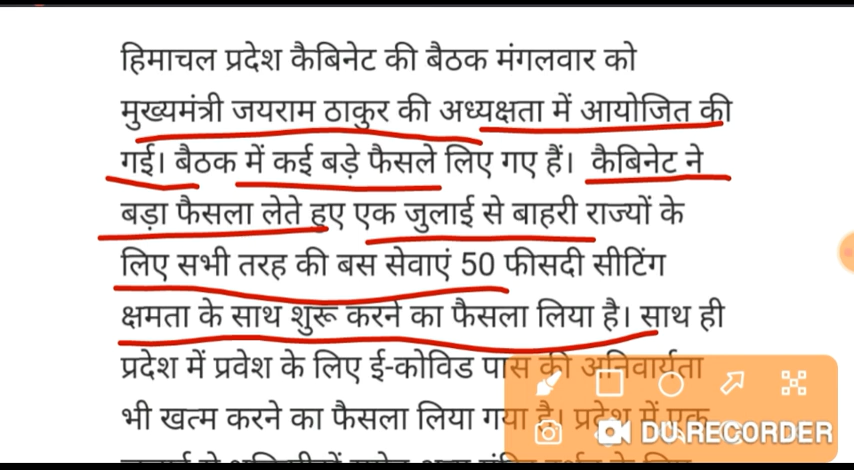 हिमाचल प्रदेश कैबिनेट की बैठक मंगलवार को
मुख्यमंत्री जयराम ठाकुर की अध्यक्षता में आयोजित की
गई। बैठक में कई बड़े फैसले लिए गए हैं। कैबिनेट ने
बड़ा फैसला लेते हुए एक जुलाई से बाहरी राज्यों के
लिए सभी तरह की बस सेवाएं 50 फीसदी सीटिंग
क्षमता के साथ शुरू करने का फैसला लिया है। साथ ही
प्रदेश में प्रवेश के लिए ई-कोविड पास की अनिवार्यता
भी खत्म करने का फैसला लिया गया है। प्रदेश में एक
DU RECORDER